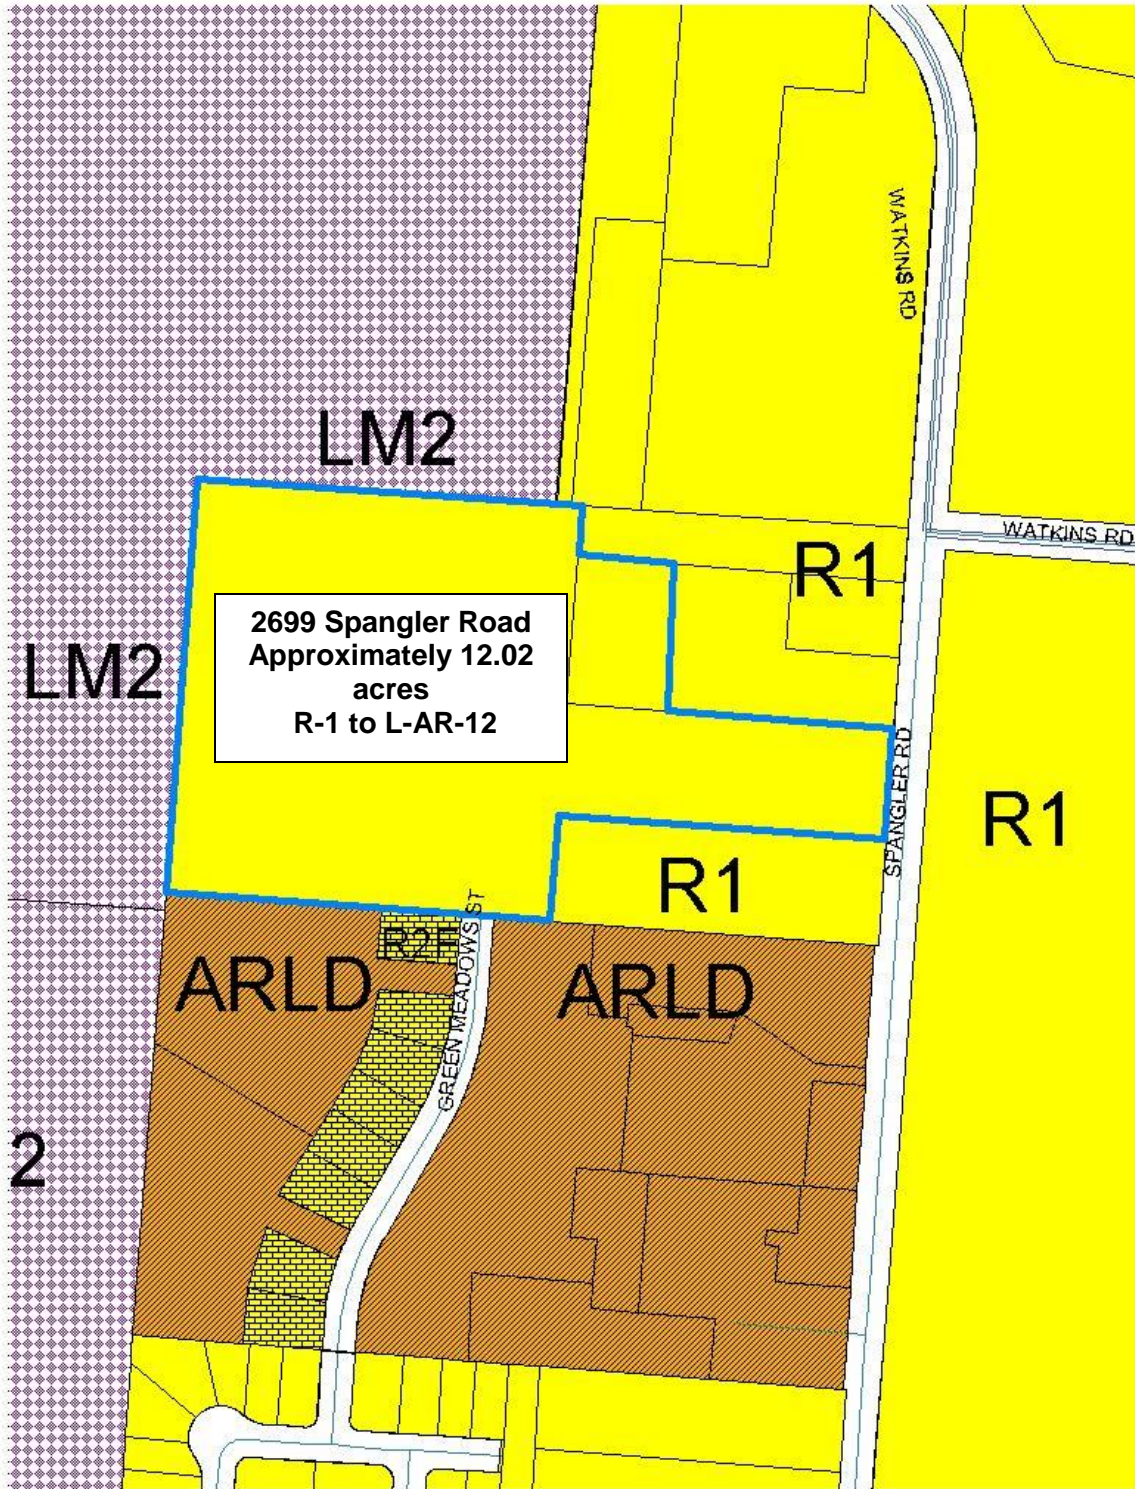 WATKINS RD
LM2
WATKINS RD
R1
2699 Spangler Road
Approximately 12.02
acres
R-1 to L-AR-12
LM2
SPANGLER RD
R1
R1
R2F
GREEN MEADOWS ST
ARLD
ARLD
2